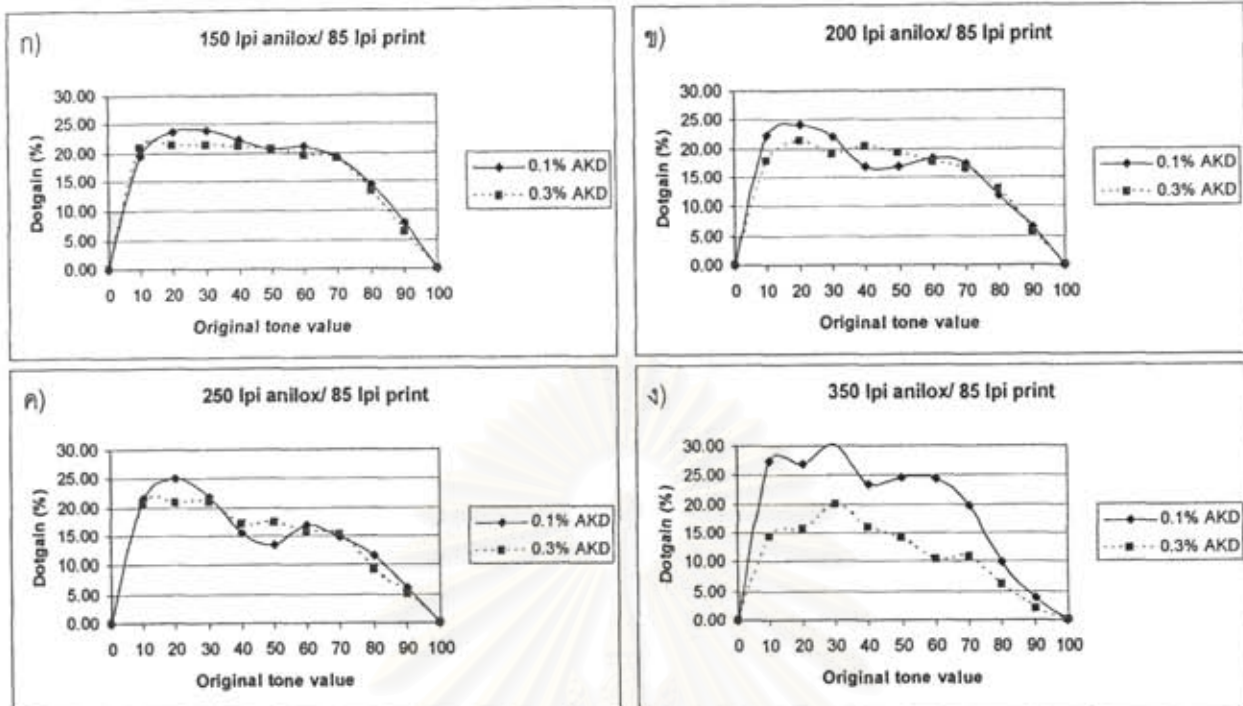 ก)
150 lpi anilox/ 85 lpi print
Dotgain (%)
30.00
25.00
20.00
15.00
10.00
5.00
0.00
0 10 20 30 40 50 60 70 80 90 100
Original tone value
0.1% AKD
0.3% AKD
ข)
200 lpi anilox/ 85 lpi print
Dotgain (%)
30.00
25.00
20.00
15.00
10.00
5.00
0.00
0 10 20 30 40 50 60 70 80 90 100
Original tone value
0.1% AKD
0.3% AKD
ค)
250 lpi anilox/ 85 lpi print
Dotgain (%)
30.00
25.00
20.00
15.00
10.00
5.00
0.00
0 10 20 30 40 50 60 70 80 90 100
Original tone value
0.1% AKD
0.3% AKD
ง)
350 lpi anilox/ 85 lpi print
Dotgain (%)
30.00
25.00
20.00
15.00
10.00
5.00
0.00
0 10 20 30 40 50 60 70 80 90 100
Original tone value
0.1% AKD
0.3% AKD